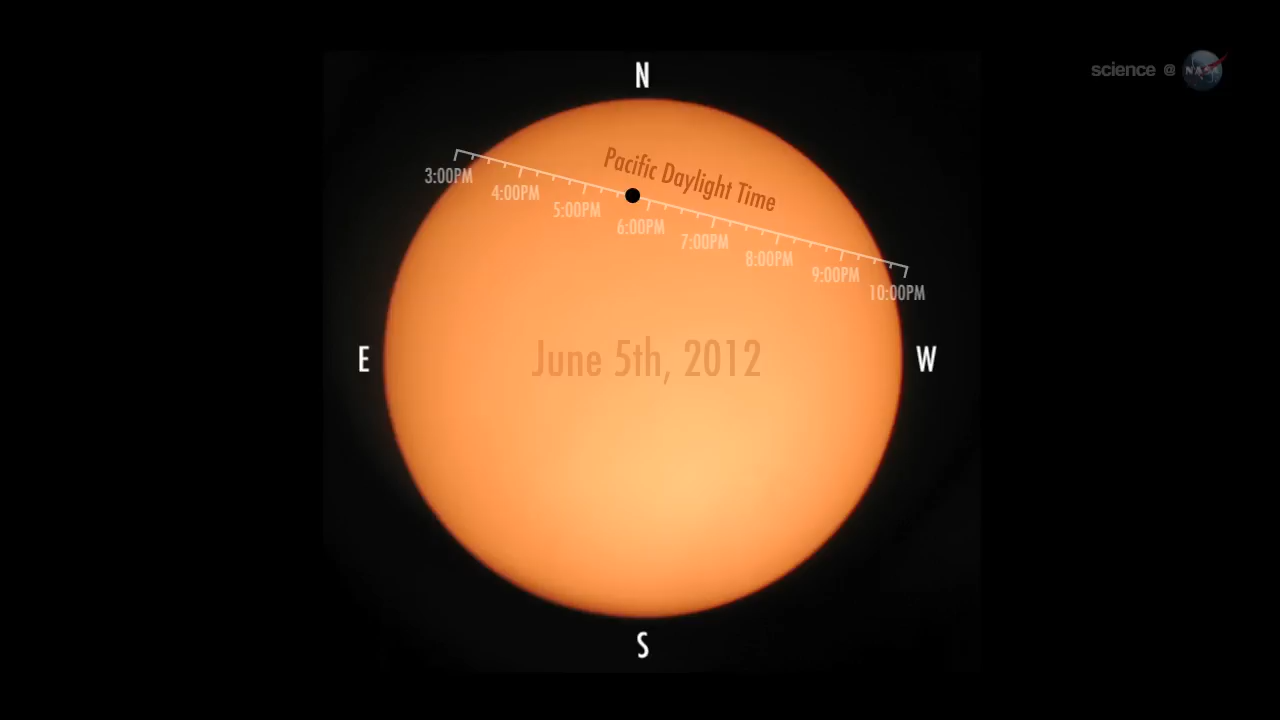 N
science @ NASA
Pacific Daylight Time
3:00PM
4:00PM
5:00PM
6:00PM
7:00PM
8:00PM
9:00PM
10:00PM
E
June 5th, 2012
W
S